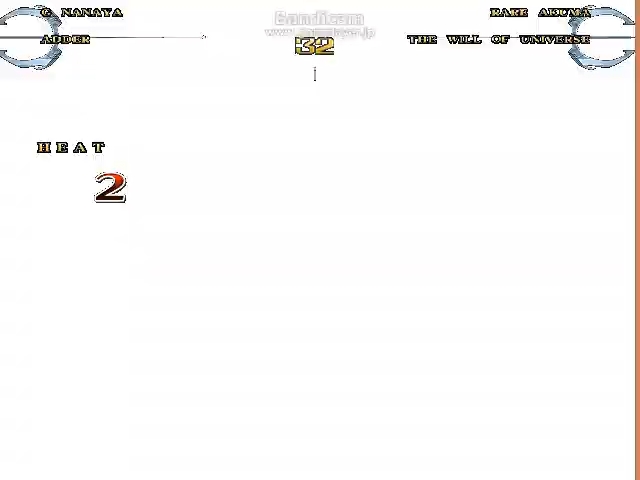 G. NANAYA
Bandicam
RARE AKUMA
ADDER
:32
THE WILL OF UNIVERSE
HEAT
2